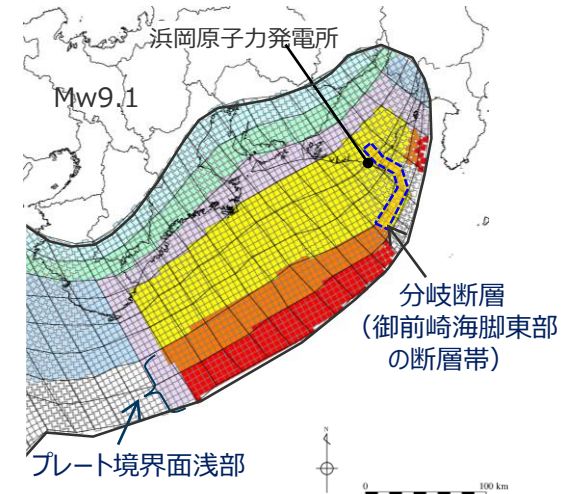 浜岡原子力発電所
Mw9.1
分岐断層
（御前崎海脚東部
の断層帯）
プレート境界面浅部
N
0 100 km